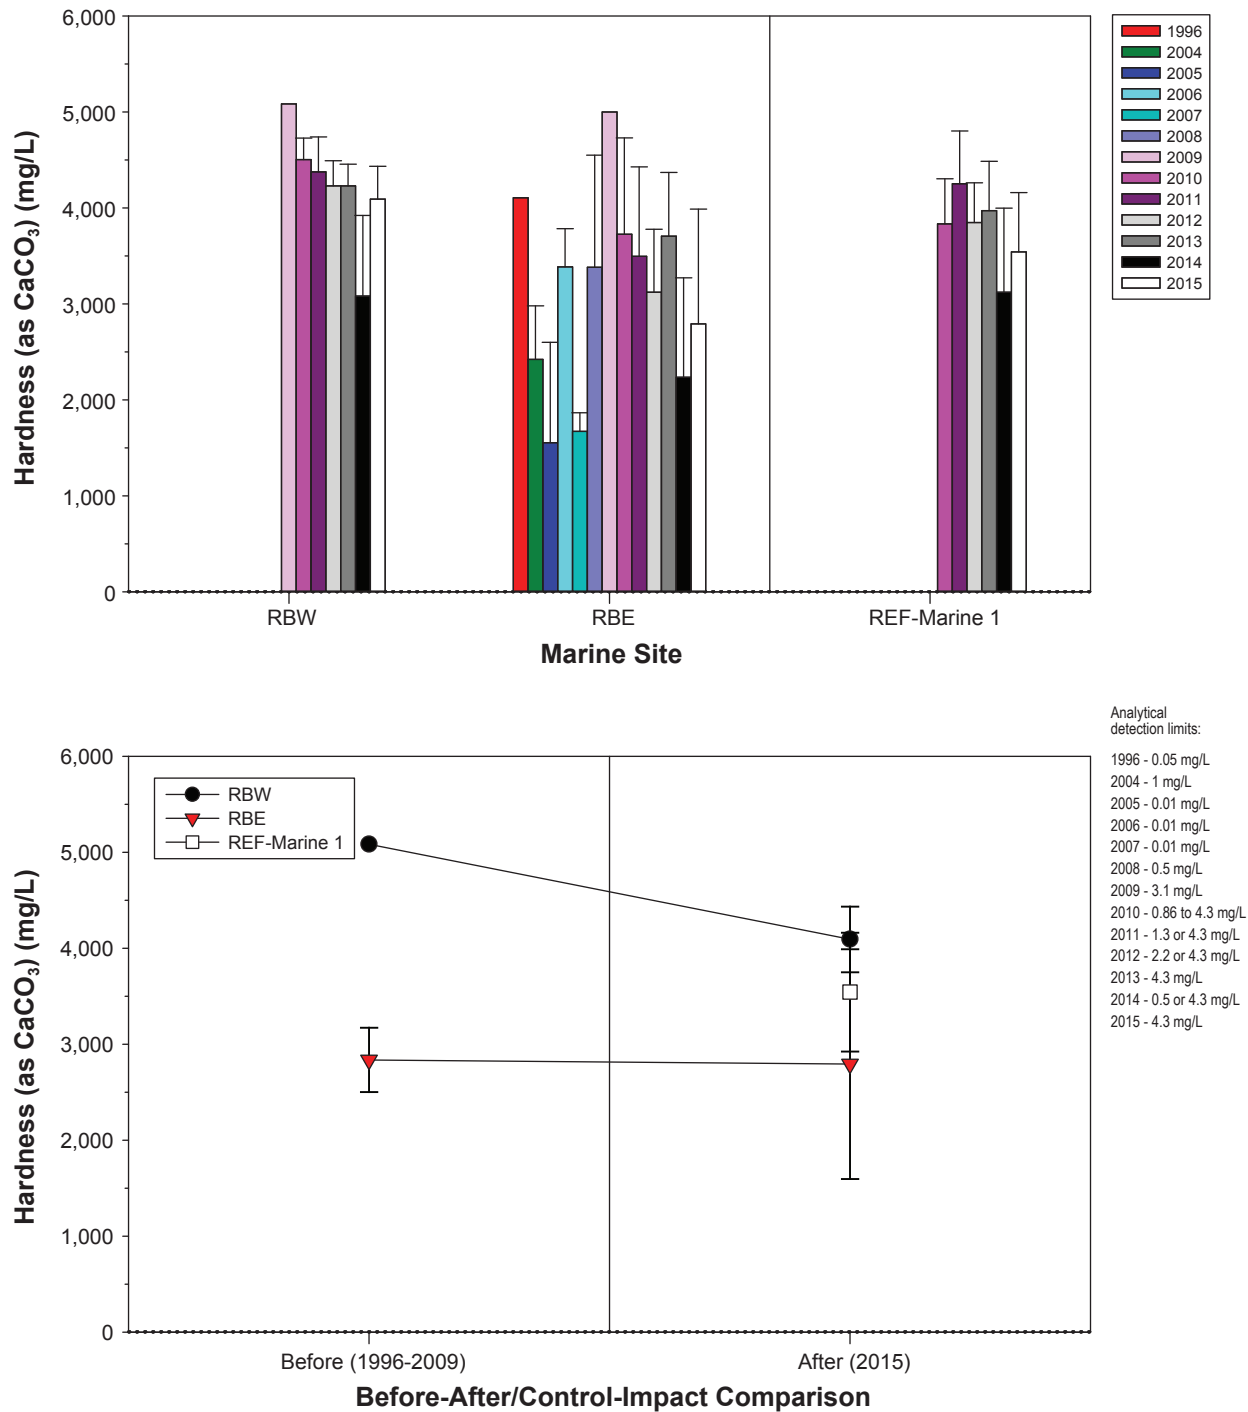 6,000
5,000
4,000
3,000
2,000
1,000
0
Hardness (as CaCO₃) (mg/L)
1996
2004
2005
2006
2007
2008
2009
2010
2011
2012
2013
2014
2015
RBW RBE REF-Marine 1
Marine Site
Analytical
detection limits:
1996 - 0.05 mg/L
2004 - 1 mg/L
2005 - 0.01 mg/L
2006 - 0.01 mg/L
2007 - 0.01 mg/L
2008 - 0.5 mg/L
2009 - 3.1 mg/L
2010 - 0.86 to 4.3 mg/L
2011 - 1.3 or 4.3 mg/L
2012 - 2.2 or 4.3 mg/L
2013 - 4.3 mg/L
2014 - 0.5 or 4.3 mg/L
2015 - 4.3 mg/L
6,000
5,000
4,000
3,000
2,000
1,000
0
Hardness (as CaCO₃) (mg/L)
RBW
RBE
REF-Marine 1
Before (1996-2009) After (2015)
Before-After/Control-Impact Comparison